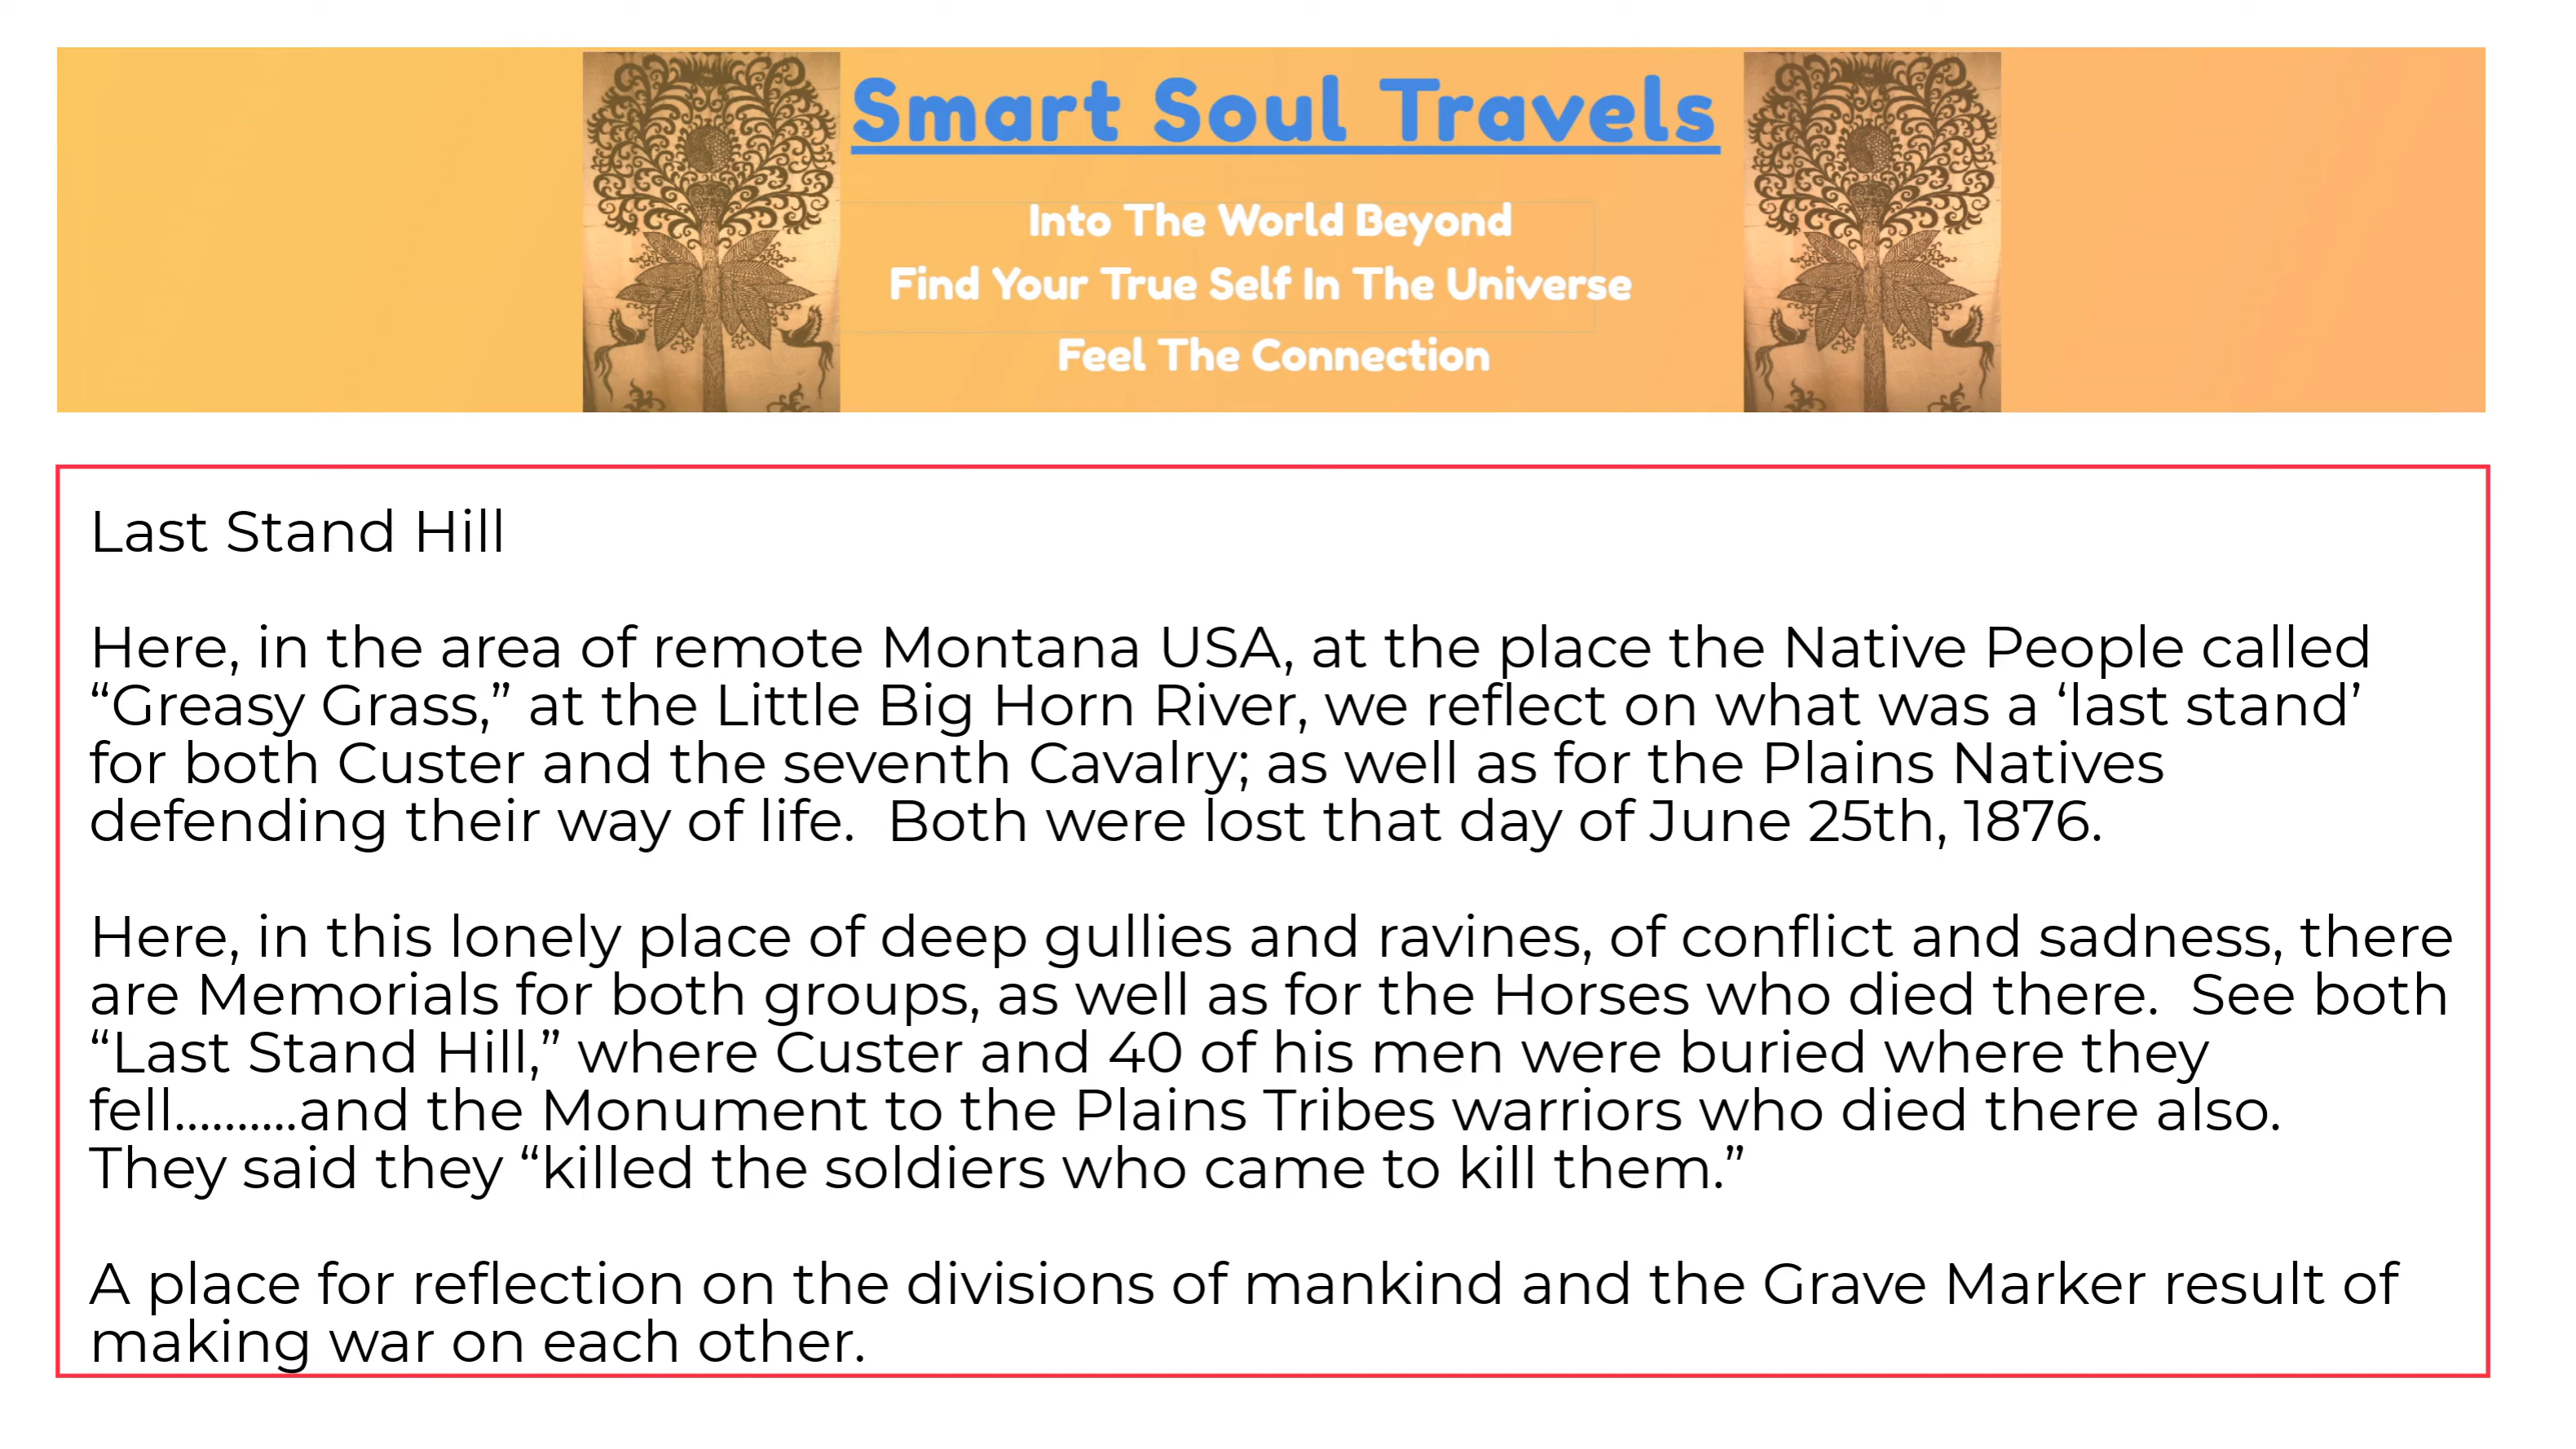 Smart Soul Travels
Into The World Beyond
Find Your True Self In The Universe
Feel The Connection
Last Stand Hill
Here, in the area of remote Montana USA, at the place the Native People called
“Greasy Grass,” at the Little Big Horn River, we reflect on what was a ‘last stand’
for both Custer and the seventh Cavalry; as well as for the Plains Natives
defending their way of life.  Both were lost that day of June 25th, 1876.
Here, in this lonely place of deep gullies and ravines, of conflict and sadness, there
are Memorials for both groups, as well as for the Horses who died there.  See both
“Last Stand Hill,” where Custer and 40 of his men were buried where they
fell..........and the Monument to the Plains Tribes warriors who died there also.
They said they “killed the soldiers who came to kill them.”
A place for reflection on the divisions of mankind and the Grave Marker result of
making war on each other.